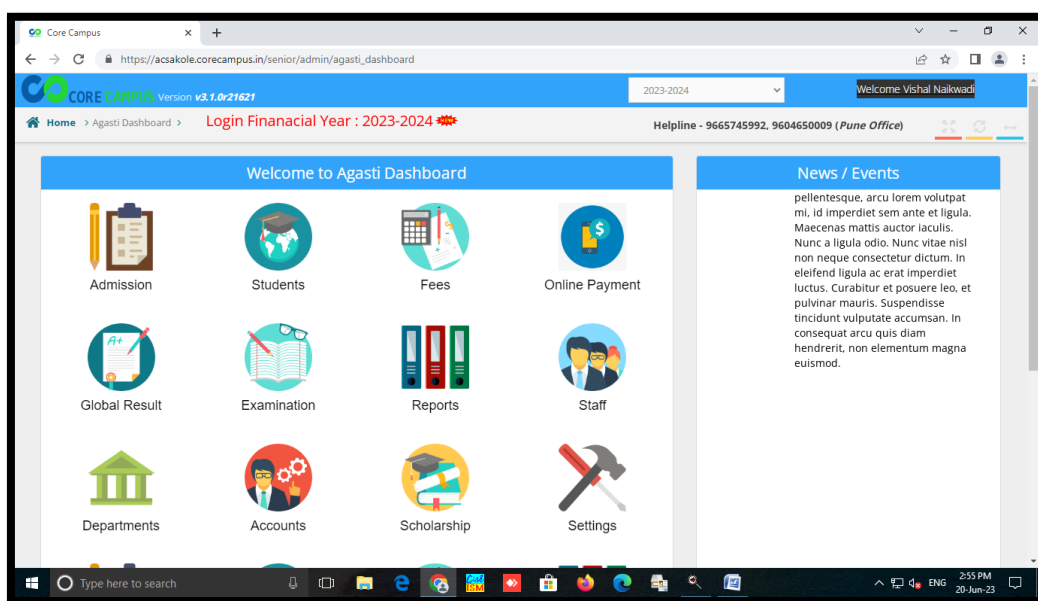 Core Campus
https://acsakole.corecampus.in/senior/admin/agasti_dashboard
CORE CAMPUS Version v3.1.0r21621
2023-2024
Welcome Vishal Naikwadi
Home > Agasti Dashboard >
Login Finanacial Year : 2023-2024 NEW
Helpline - 9665745992, 9604650009 (Pune Office)
Welcome to Agasti Dashboard
Admission
Students
Fees
Online Payment
A+
Global Result
Examination
Reports
Staff
Departments
Accounts
Scholarship
Settings
News / Events
pellentesque, arcu lorem volutpat
mi, id imperdiet sem ante et ligula.
Maecenas mattis auctor iaculis.
Nunc a ligula odio. Nunc vitae nisl
non neque consectetur dictum. In
eleifend ligula ac erat imperdiet
luctus. Curabitur et posuere leo, et
pulvinar mauris. Suspendisse
tincidunt vulputate accumsan. In
consequat arcu quis diam
hendrerit, non elementum magna
euismod.
Type here to search
ISM
ENG
2:55 PM
20-Jun-23